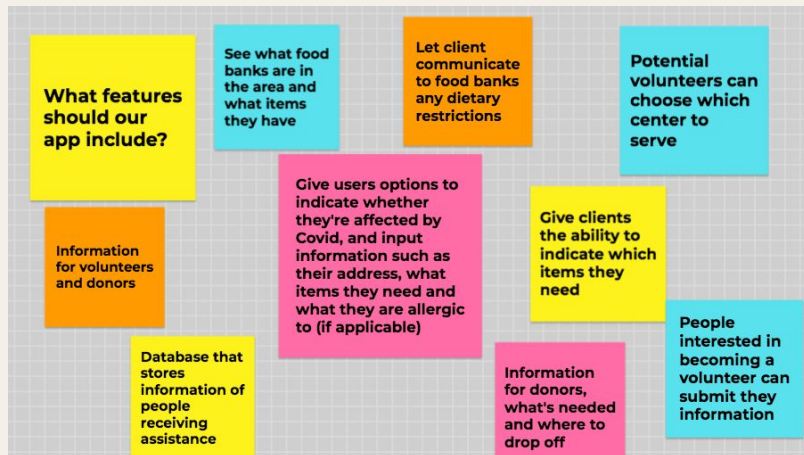 What features
should our
app include?
See what food
banks are in
the area and
what items
they have
Let client
communicate
to food banks
any dietary
restrictions
Potential
volunteers can
choose which
center to
serve
Information
for volunteers
and donors
Give users options to
indicate whether
they're affected by
Covid, and input
information such as
their address, what
items they need and
what they are allergic
to (if applicable)
Give clients
the ability to
indicate which
items they
need
Database that
stores
information of
people
receiving
assistance
Information
for donors,
what's needed
and where to
drop off
People
interested in
becoming a
volunteer can
submit they
information